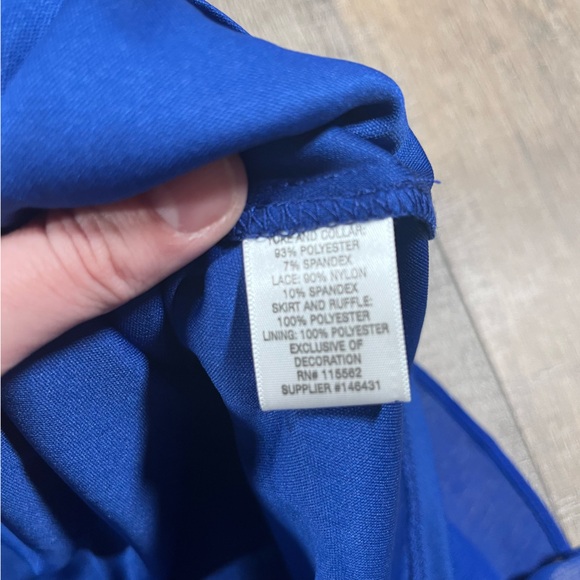 YOKE AND COLLAR:
93% POLYESTER
7% SPANDEX
LACE: 90% NYLON
10% SPANDEX
SKIRT AND RUFFLE:
100% POLYESTER
LINING: 100% POLYESTER
EXCLUSIVE OF
DECORATION
RN# 115562
SUPPLIER #146431